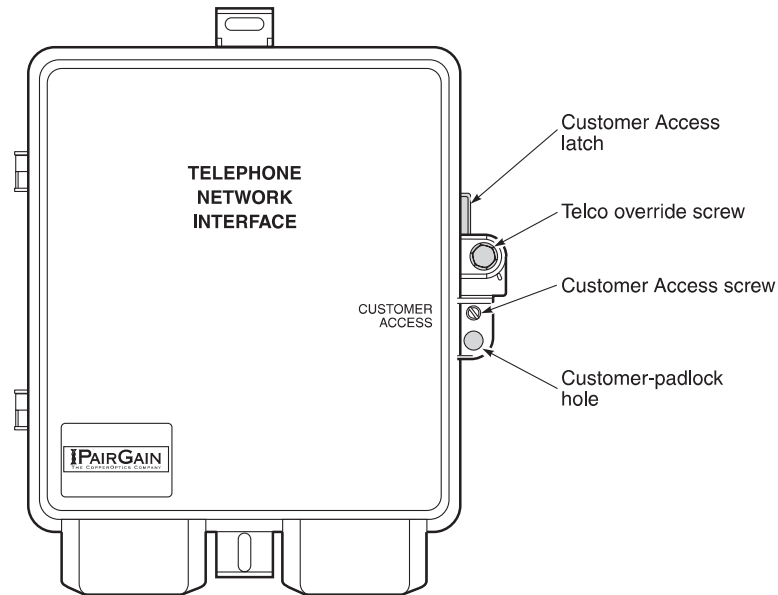 TELEPHONE
NETWORK
INTERFACE
CUSTOMER
ACCESS
PAIRGAIN
THE COPPEROPTICS COMPANY
Customer Access
latch
Telco override screw
Customer Access screw
Customer-padlock
hole